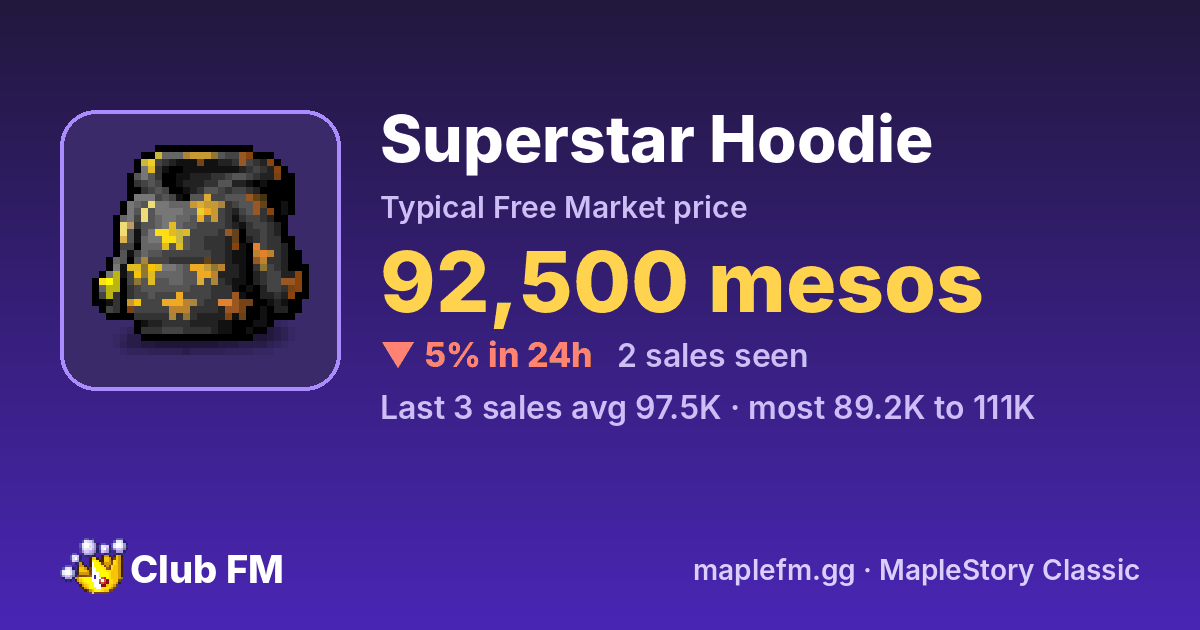 Superstar Hoodie
Typical Free Market price
92,500 mesos
▼ 5% in 24h 2 sales seen
Last 3 sales avg 97.5K · most 89.2K to 111K
Club FM
maplefm.gg · MapleStory Classic